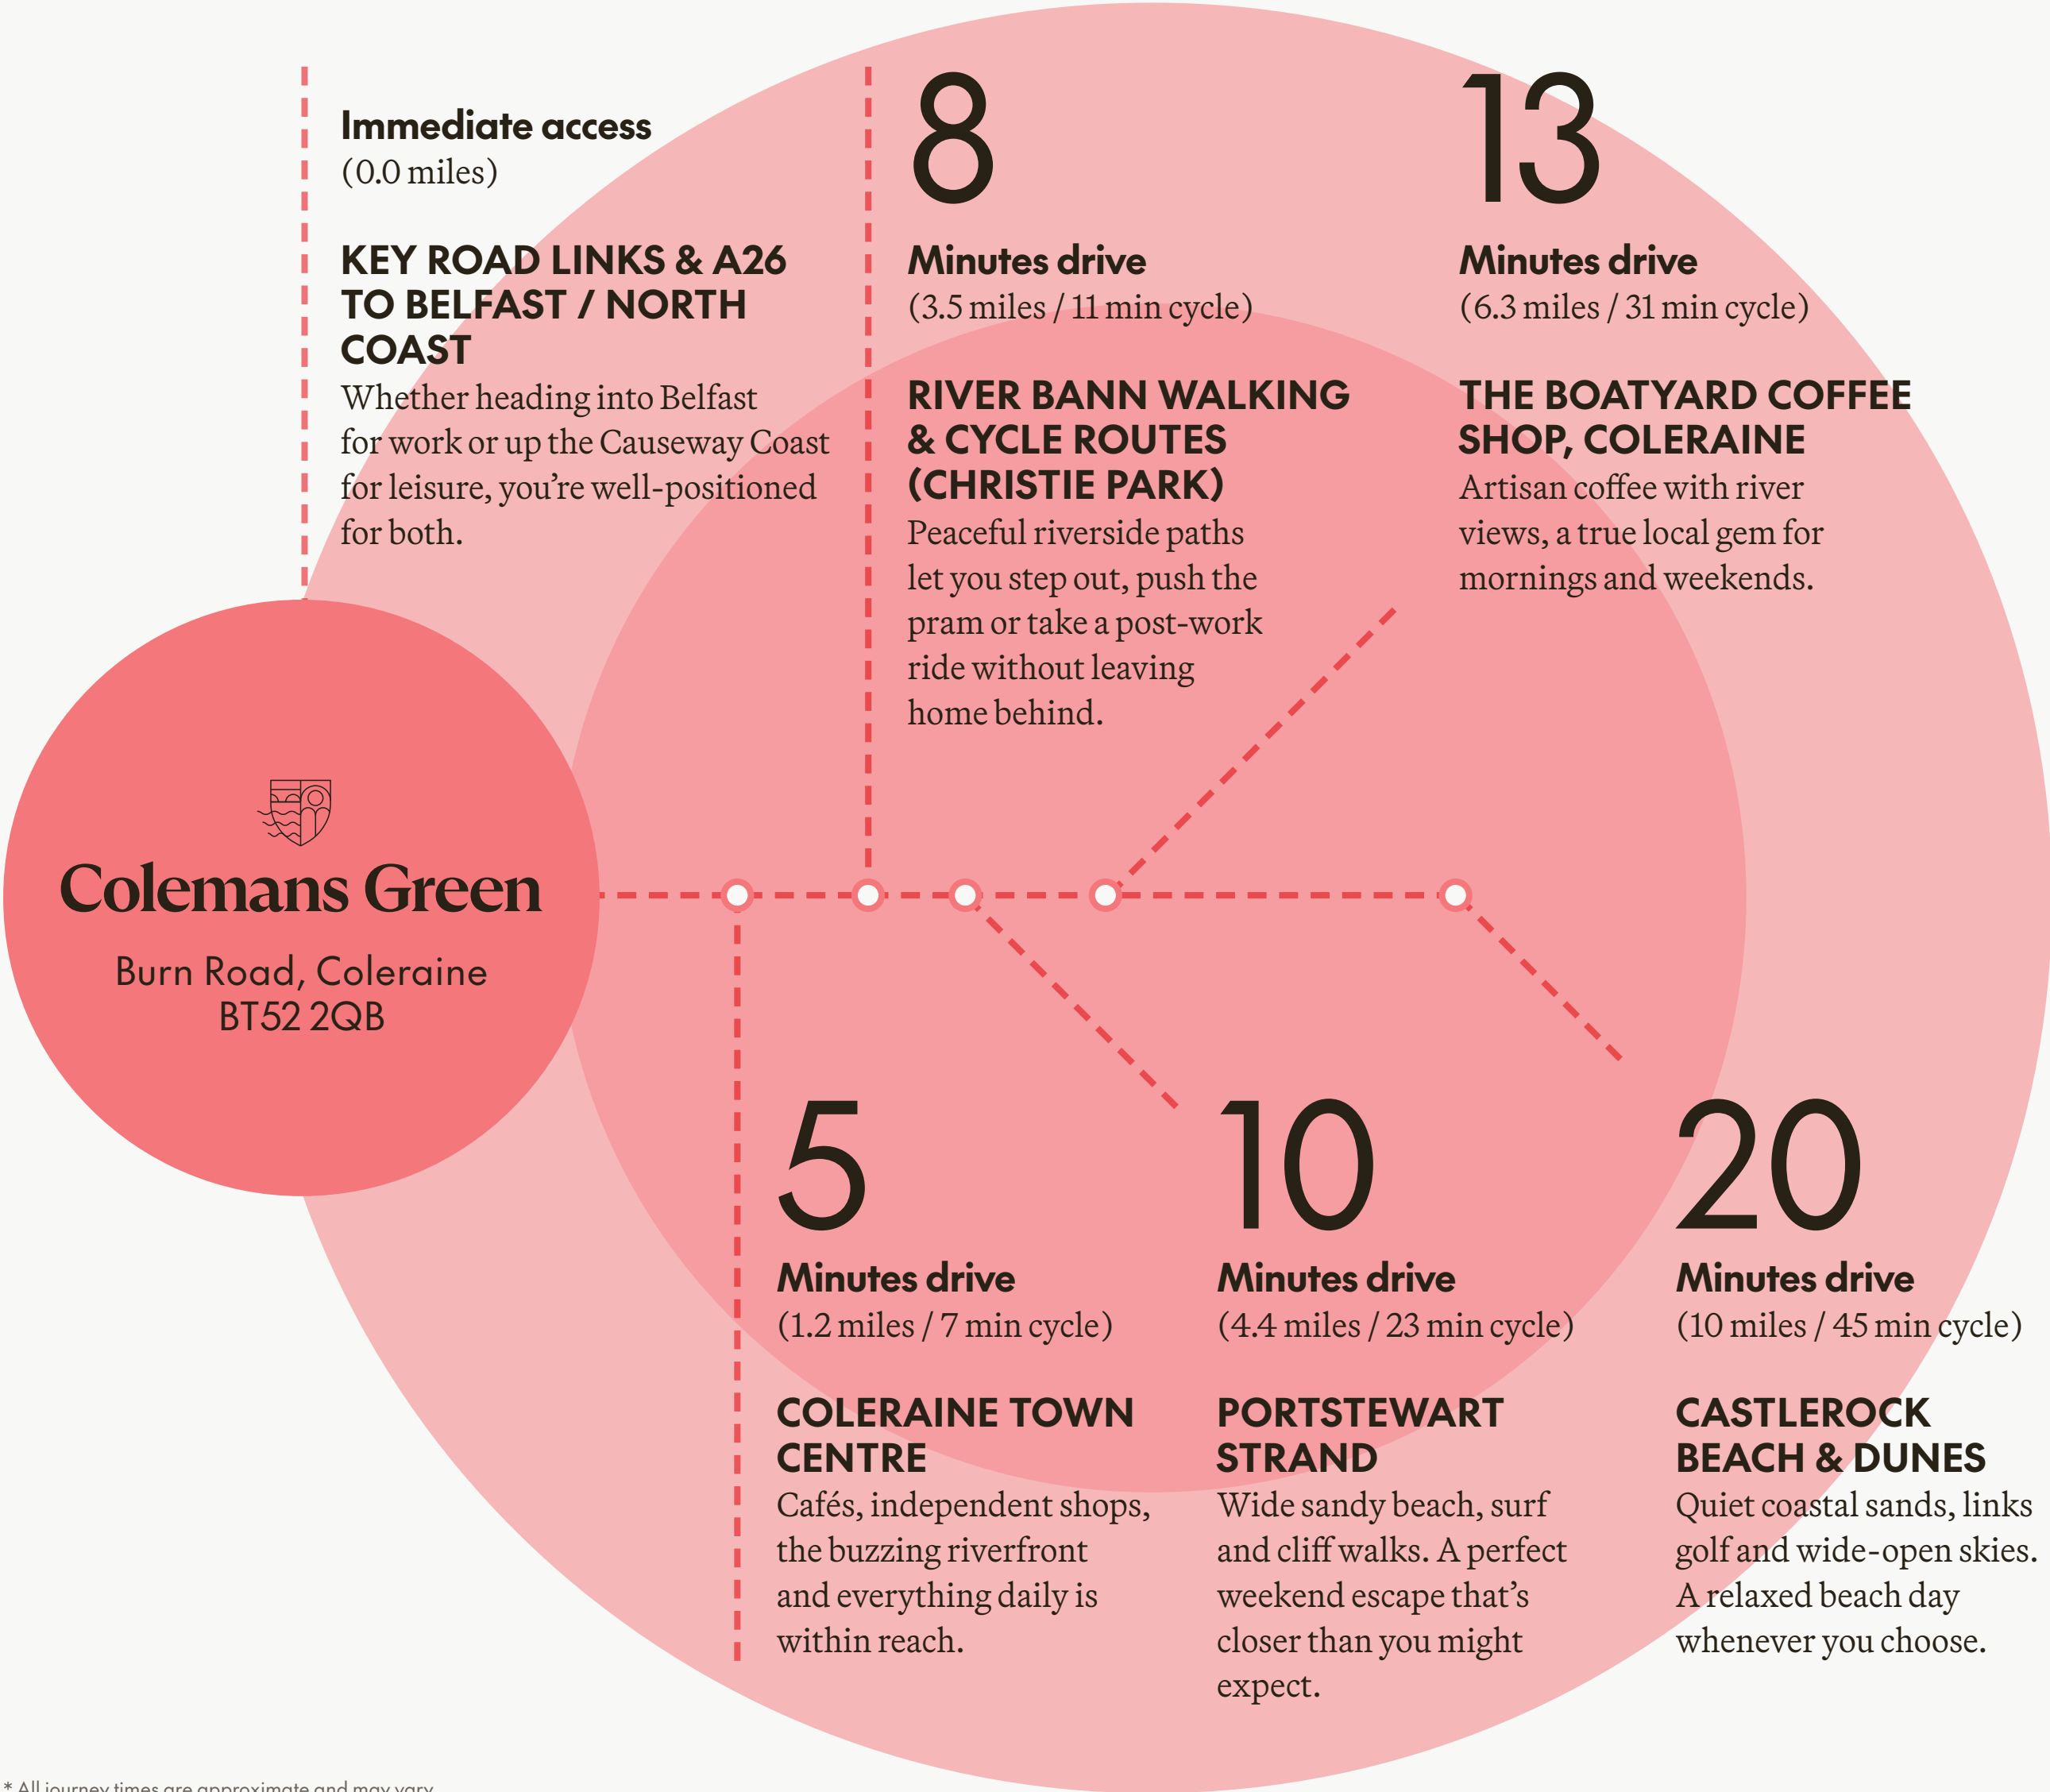 Immediate access
(0.0 miles)
KEY ROAD LINKS & A26
TO BELFAST / NORTH
COAST
Whether heading into Belfast
for work or up the Causeway Coast
for leisure, you’re well-positioned
for both.
8
Minutes drive
(3.5 miles / 11 min cycle)
RIVER BANN WALKING
& CYCLE ROUTES
(CHRISTIE PARK)
Peaceful riverside paths
let you step out, push the
pram or take a post-work
ride without leaving
home behind.
13
Minutes drive
(6.3 miles / 31 min cycle)
THE BOATYARD COFFEE
SHOP, COLERAINE
Artisan coffee with river
views, a true local gem for
mornings and weekends.
Colemans Green
Burn Road, Coleraine
BT52 2QB
5
Minutes drive
(1.2 miles / 7 min cycle)
COLERAINE TOWN
CENTRE
Cafés, independent shops,
the buzzing riverfront
and everything daily is
within reach.
10
Minutes drive
(4.4 miles / 23 min cycle)
PORTSTEWART
STRAND
Wide sandy beach, surf
and cliff walks. A perfect
weekend escape that’s
closer than you might
expect.
20
Minutes drive
(10 miles / 45 min cycle)
CASTLEROCK
BEACH & DUNES
Quiet coastal sands, links
golf and wide-open skies.
A relaxed beach day
whenever you choose.
* All journey times are approximate and may vary